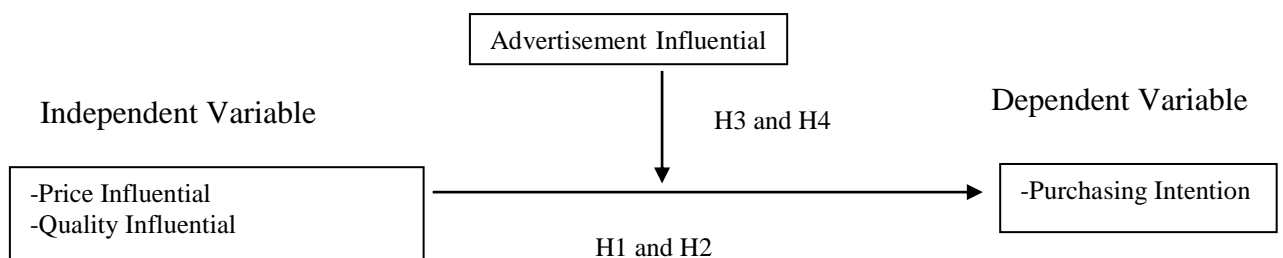 Advertisement Influential
Independent Variable
Dependent Variable
H3 and H4
-Price Influential
-Quality Influential
-Purchasing Intention
H1 and H2